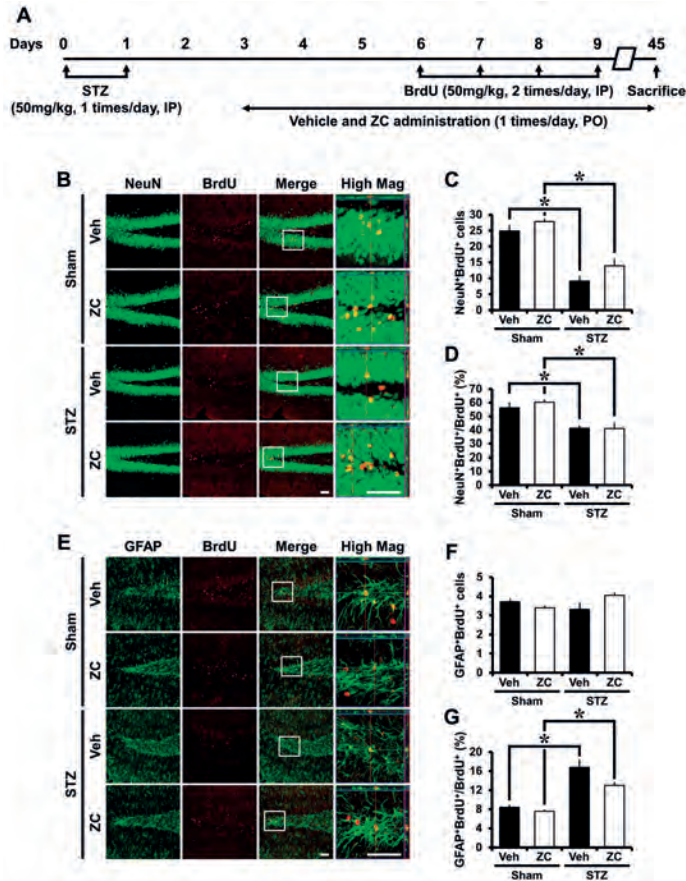 A
Days 0 1 2 3 4 5 6 7 8 9 45
STZ BrdU (50mg/kg, 2 times/day, IP) Sacrifice
(50mg/kg, 1 times/day, IP)
Vehicle and ZC administration (1 times/day, PO)
B NeuN BrdU Merge High Mag
Sham
Veh
ZC
STZ
Veh
ZC
C
NeuN+BrdU+ cells
30
25
20
15
10
5
0
*
*
Veh ZC Veh ZC
Sham STZ
D
NeuN+BrdU+/BrdU+ (%)
70
60
50
40
30
20
10
0
*
*
Veh ZC Veh ZC
Sham STZ
E GFAP BrdU Merge High Mag
Sham
Veh
ZC
STZ
Veh
ZC
F
GFAP+BrdU+ cells
5
4
3
2
1
0
Veh ZC Veh ZC
Sham STZ
G
GFAP+BrdU+/BrdU+ (%)
20
16
12
8
4
0
*
*
Veh ZC Veh ZC
Sham STZ